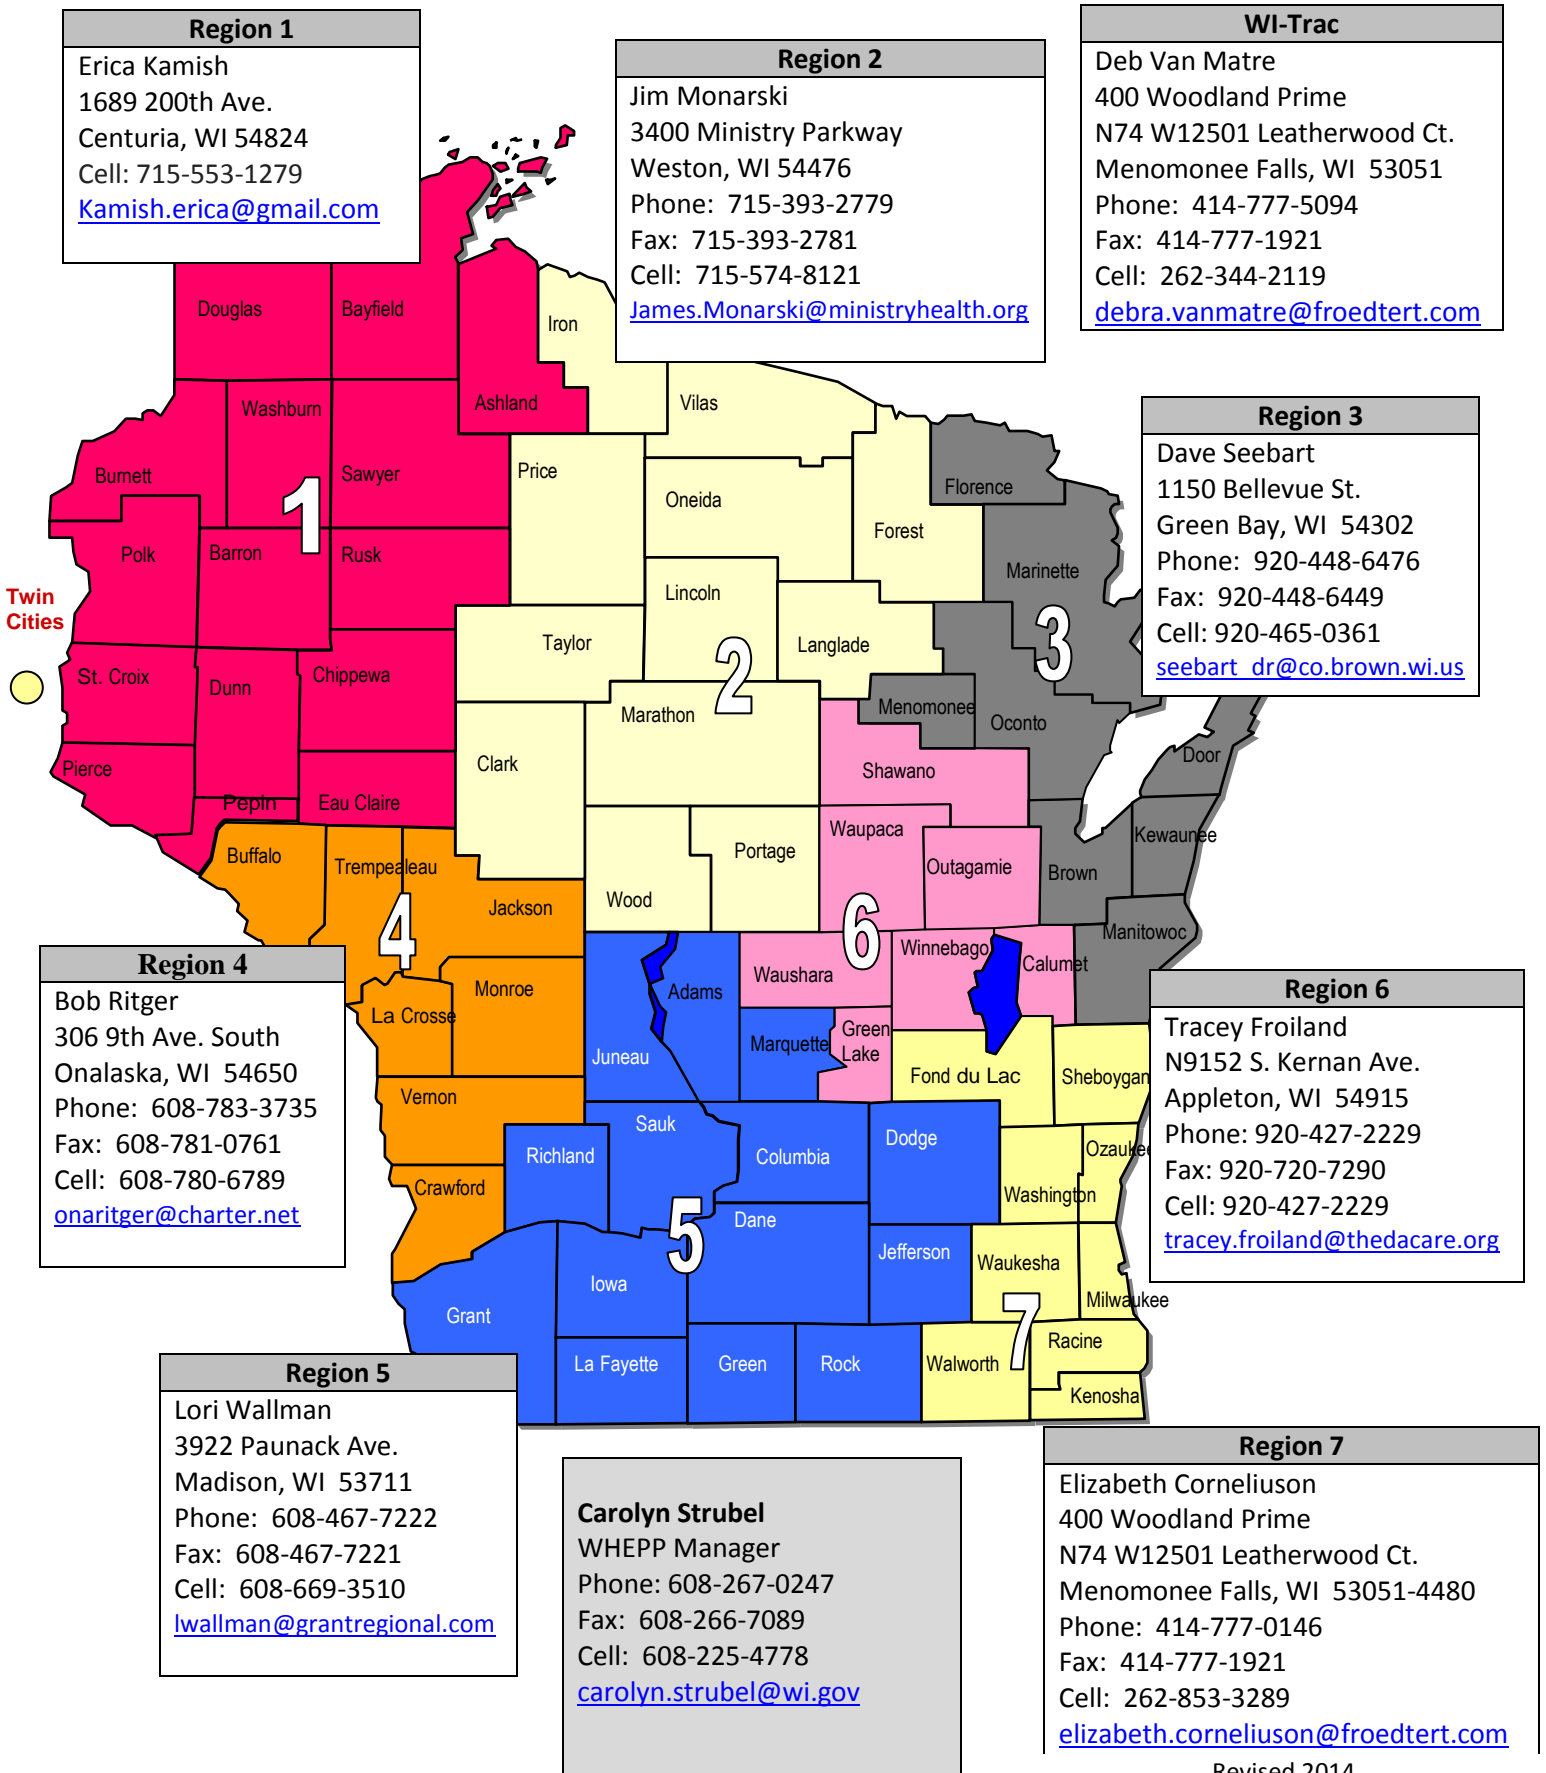 Region 1
Erica Kamish
1689 200th Ave.
Centuria, WI 54824
Cell: 715-553-1279
Kamish.erica@gmail.com
Region 2
Jim Monarski
3400 Ministry Parkway
Weston, WI 54476
Phone: 715-393-2779
Fax: 715-393-2781
Cell: 715-574-8121
James.Monarski@ministryhealth.org
WI-Trac
Deb Van Matre
400 Woodland Prime
N74 W12501 Leatherwood Ct.
Menomonee Falls, WI 53051
Phone: 414-777-5094
Fax: 414-777-1921
Cell: 262-344-2119
debra.vanmatre@froedtert.com
Region 3
Dave Seebart
1150 Bellevue St.
Green Bay, WI 54302
Phone: 920-448-6476
Fax: 920-448-6449
Cell: 920-465-0361
seebart_dr@co.brown.wi.us
Douglas
Bayfield
Iron
Ashland
Vilas
Washburn
Burnett
Sawyer
Price
Oneida
Florence
Forest
1
Polk
Barron
Rusk
Marinette
Twin
Cities
Lincoln
Taylor
Langlade
2
3
St. Croix
Dunn
Chippewa
Menomonee
Marathon
Oconto
Pierce
Clark
Shawano
Door
Pepin
Eau Claire
Waupaca
Kewaunee
Buffalo
Trempealeau
Portage
Outagamie
Brown
Wood
Jackson
4
6
Manitowoc
Winnebago
Calumet
Waushara
Monroe
Adams
La Crosse
Juneau
Marquette
Green
Lake
Fond du Lac
Sheboygan
Vernon
Sauk
Richland
Columbia
Dodge
Ozaukee
Crawford
Washington
5
Dane
Jefferson
Waukesha
Iowa
Grant
Milwaukee
7
Racine
La Fayette
Green
Rock
Walworth
Kenosha
Region 4
Bob Ritger
306 9th Ave. South
Onalaska, WI 54650
Phone: 608-783-3735
Fax: 608-781-0761
Cell: 608-780-6789
onaritger@charter.net
Region 6
Tracey Froiland
N9152 S. Kernan Ave.
Appleton, WI 54915
Phone: 920-427-2229
Fax: 920-720-7290
Cell: 920-427-2229
tracey.froiland@thedacare.org
Region 5
Lori Wallman
3922 Paunack Ave.
Madison, WI 53711
Phone: 608-467-7222
Fax: 608-467-7221
Cell: 608-669-3510
lwallman@grantregional.com
Carolyn Strubel
WHEPP Manager
Phone: 608-267-0247
Fax: 608-266-7089
Cell: 608-225-4778
carolyn.strubel@wi.gov
Region 7
Elizabeth Corneliuson
400 Woodland Prime
N74 W12501 Leatherwood Ct.
Menomonee Falls, WI 53051-4480
Phone: 414-777-0146
Fax: 414-777-1921
Cell: 262-853-3289
elizabeth.corneliuson@froedtert.com
Revised 2014